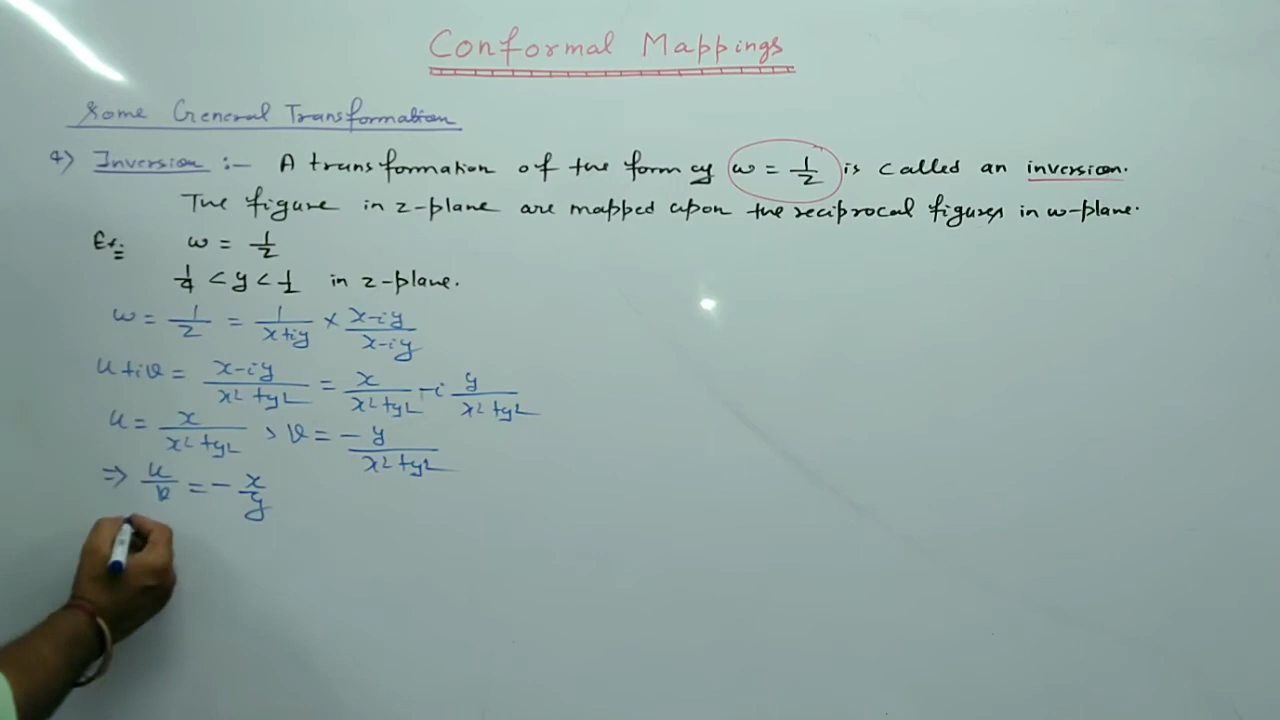 Conformal Mappings
Some General Transformation
4) Inversion :- A transformation of the form of w = 1/z is called an inversion.
The figure in z-plane are mapped upon the reciprocal figures in w-plane.
Ex:- w = 1/z
1/4 < y < 1/2 in z-plane.
w = 1/z = 1/(x+iy) × (x-iy)/(x-iy)
u+iv = (x-iy)/(x²+y²) = x/(x²+y²) - i y/(x²+y²)
u = x/(x²+y²) , v = -y/(x²+y²)
⇒ u/v = - x/y